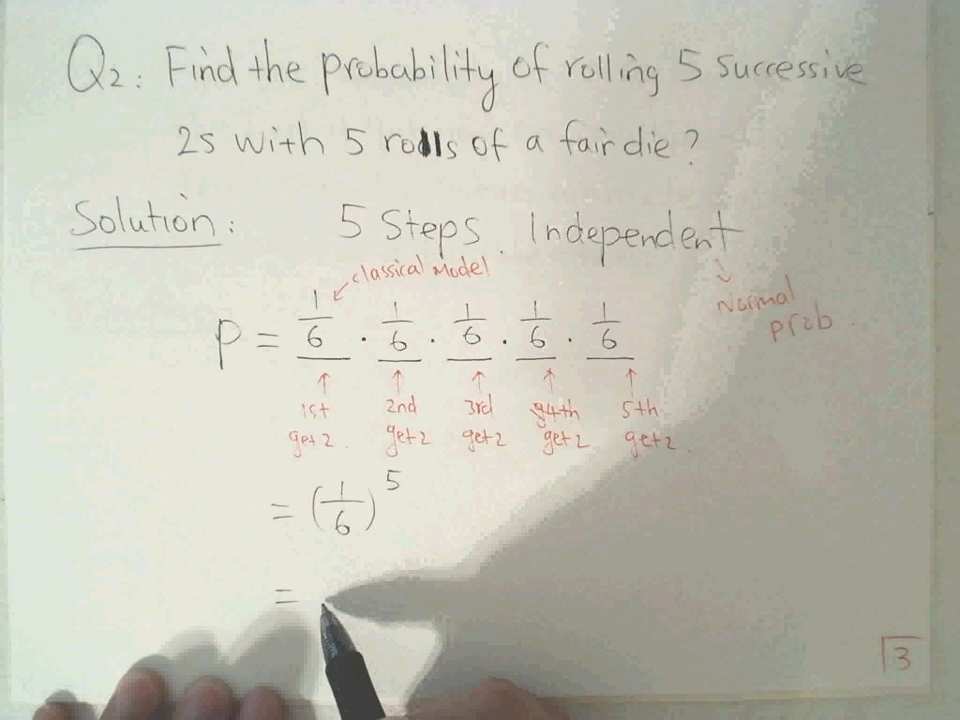 Q2: Find the probability of rolling 5 successive
2s with 5 rolls of a fair die?
Solution: 5 Steps. Independent
classical Model.
Normal
prob.
P = 1/6 · 1/6 · 1/6 · 1/6 · 1/6
1st 2nd 3rd 4th 5th
get 2. get 2 get 2 get 2 get 2.
= (1/6)^5
=
3